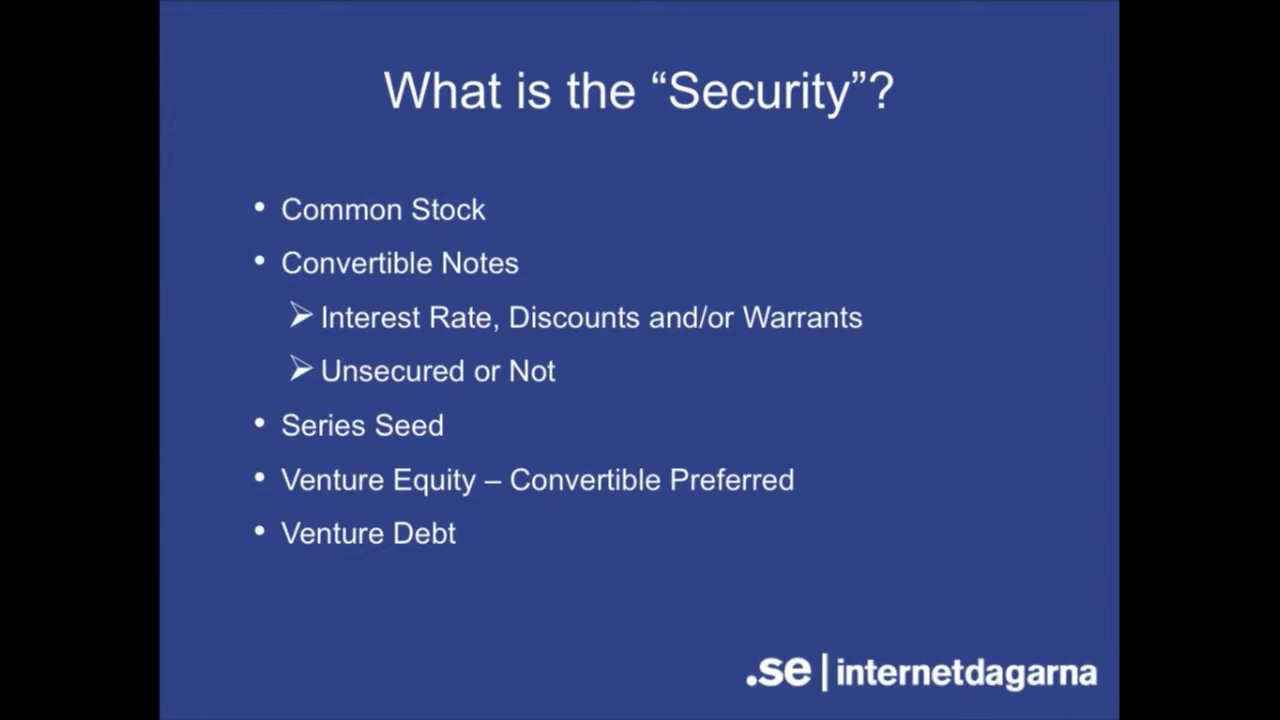 What is the “Security”?
• Common Stock
• Convertible Notes
➢ Interest Rate, Discounts and/or Warrants
➢ Unsecured or Not
• Series Seed
• Venture Equity – Convertible Preferred
• Venture Debt
.se | internetdagarna